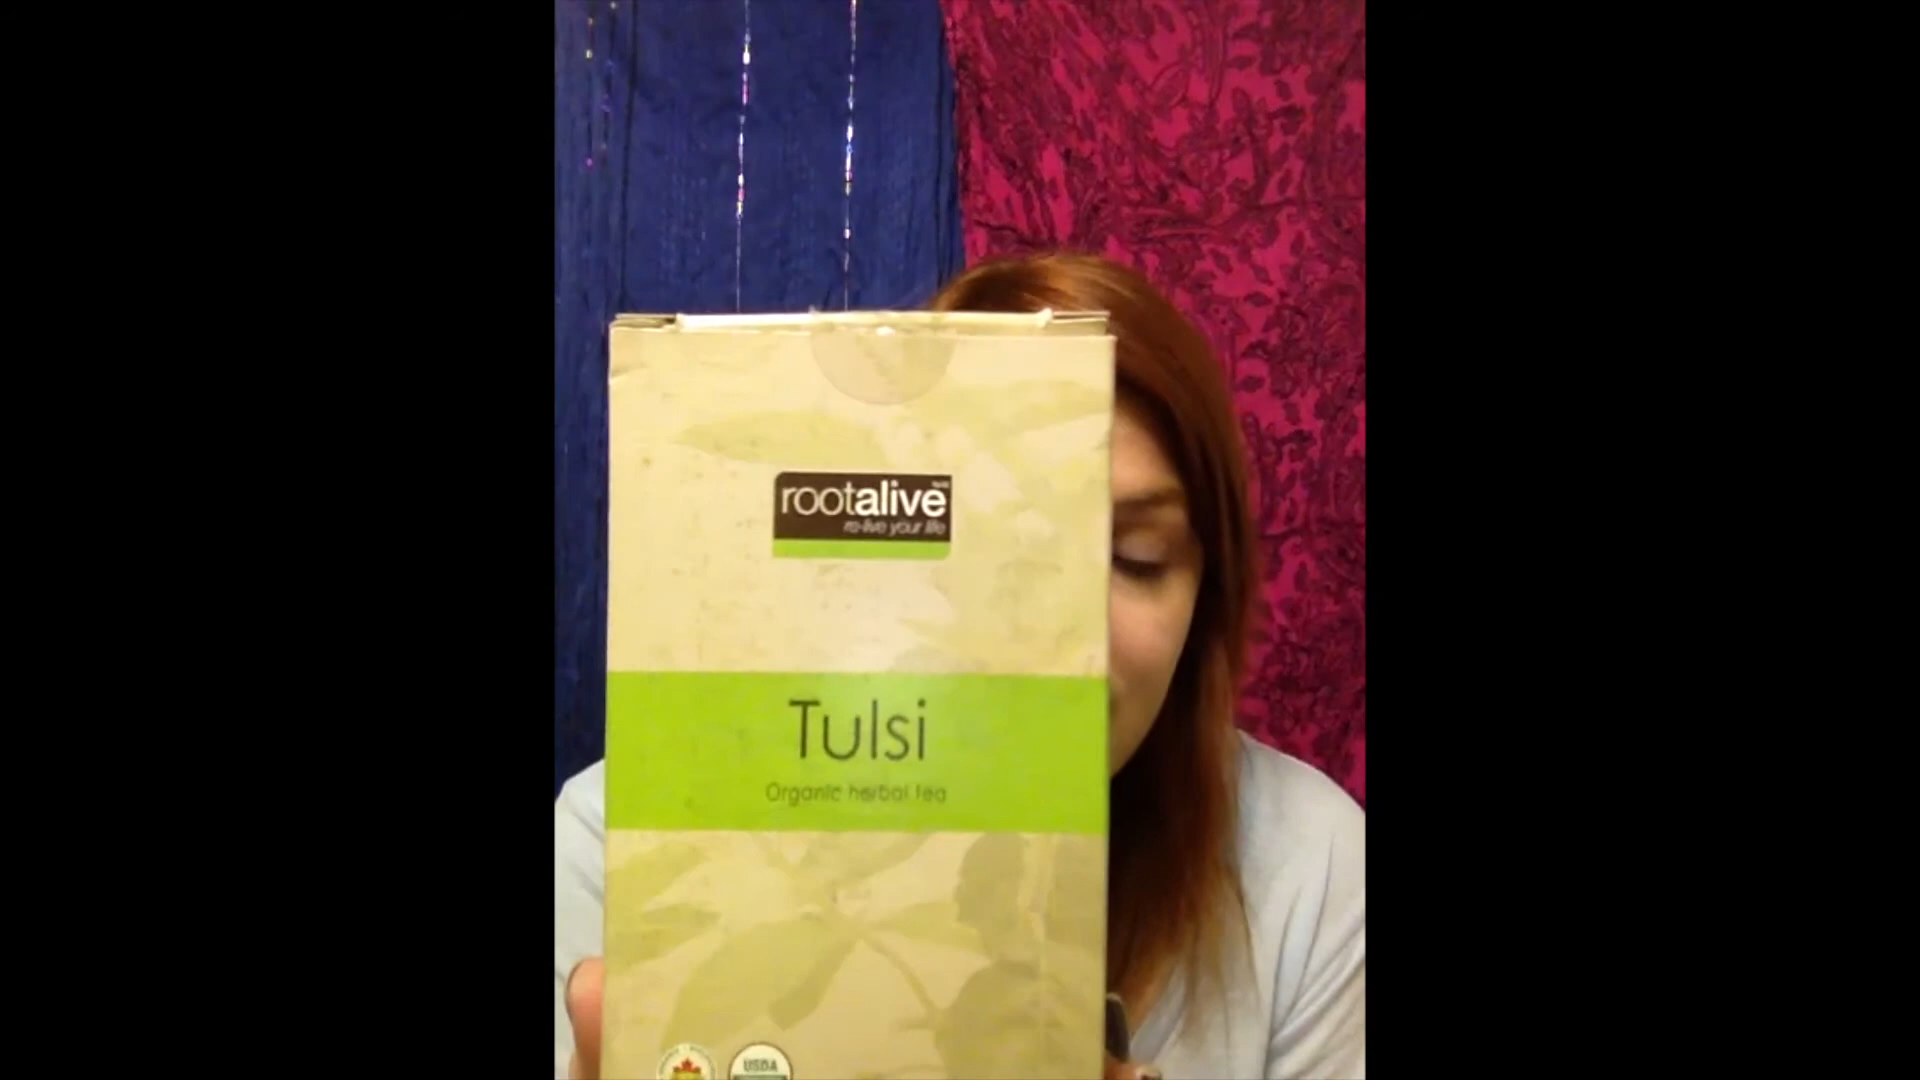 rootalive
re-live your life
Tulsi
Organic herbal tea
USDA